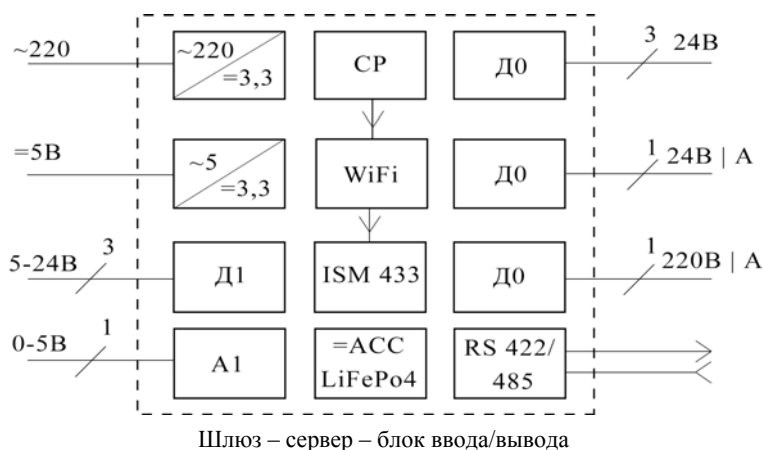 ~220
~220
=3,3
СР
Д0
3
24В
=5В
~5
=3,3
WiFi
Д0
1
24В | А
5-24В
3
Д1
ISM 433
Д0
1
220В | А
0-5В
1
А1
=АСС
LiFePo4
RS 422/
485
Шлюз – сервер – блок ввода/вывода